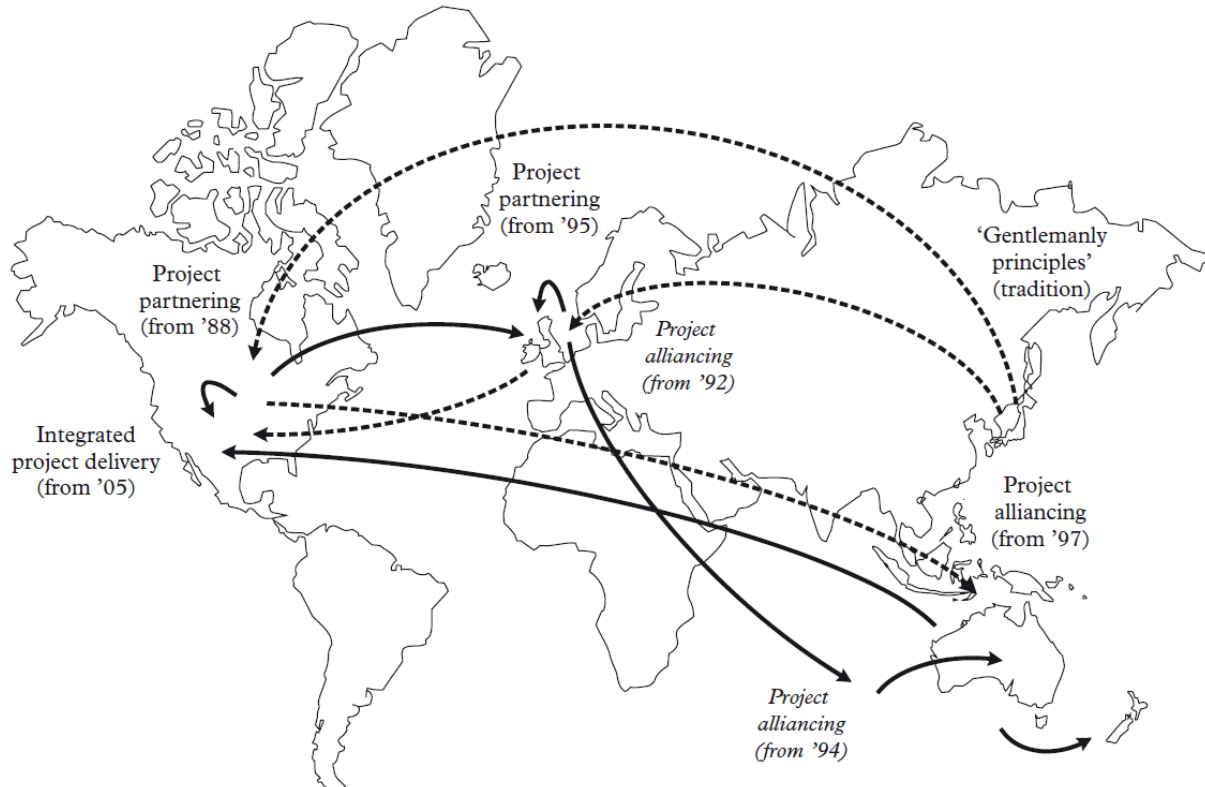 Project
partnering
(from ’95)
‘Gentlemanly
principles’
(tradition)
Project
partnering
(from ’88)
Project
alliancing
(from ’92)
Integrated
project delivery
(from ’05)
Project
alliancing
(from ’97)
Project
alliancing
(from ’94)